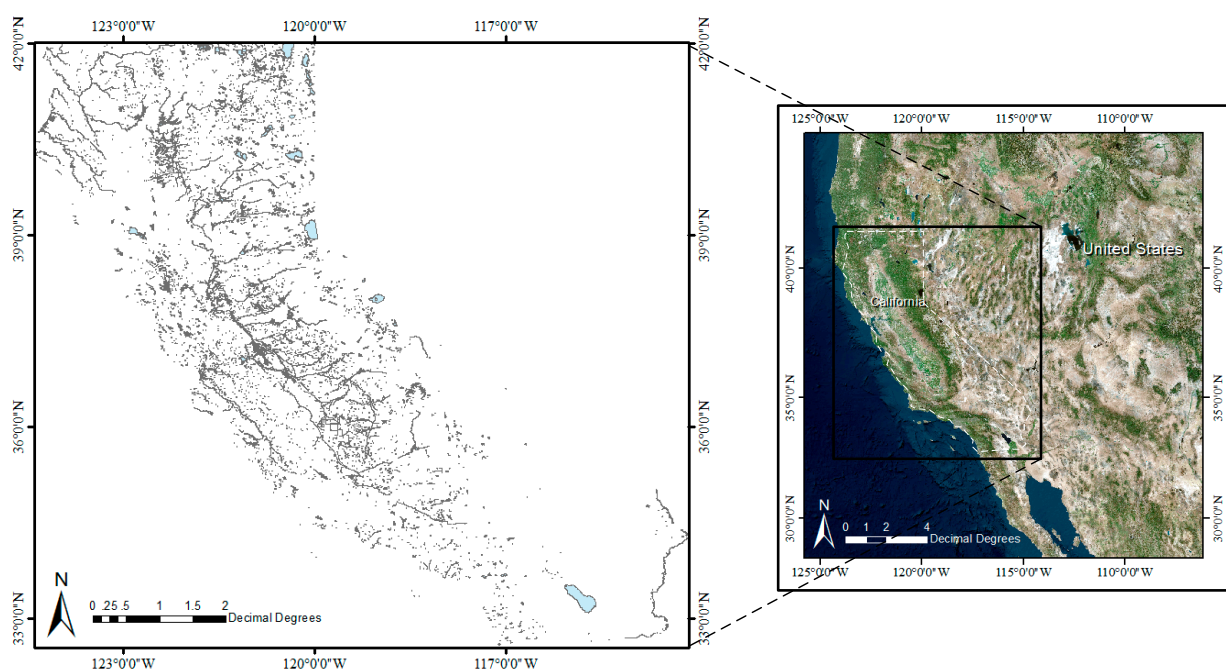 123°0'0"W 120°0'0"W 117°0'0"W
42°0'0"N
39°0'0"N
36°0'0"N
33°0'0"N
42°0'0"N
39°0'0"N
36°0'0"N
33°0'0"N
N
0 .25 .5 1 1.5 2
Decimal Degrees
123°0'0"W 120°0'0"W 117°0'0"W
125°0'0"W 120°0'0"W 115°0'0"W 110°0'0"W
40°0'0"N
35°0'0"N
30°0'0"N
United States
California
40°0'0"N
35°0'0"N
30°0'0"N
N
0 1 2 4
Decimal Degrees
125°0'0"W 120°0'0"W 115°0'0"W 110°0'0"W